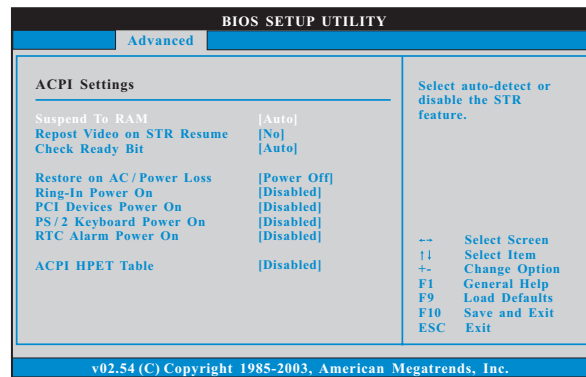 BIOS SETUP UTILITY
Advanced
ACPI Settings
Suspend To RAM [Auto]
Repost Video on STR Resume [No]
Check Ready Bit [Auto]
Restore on AC / Power Loss [Power Off]
Ring-In Power On [Disabled]
PCI Devices Power On [Disabled]
PS / 2 Keyboard Power On [Disabled]
RTC Alarm Power On [Disabled]
ACPI HPET Table [Disabled]
Select auto-detect or
disable the STR
feature.
←→ Select Screen
↑↓ Select Item
+- Change Option
F1 General Help
F9 Load Defaults
F10 Save and Exit
ESC Exit
v02.54 (C) Copyright 1985-2003, American Megatrends, Inc.